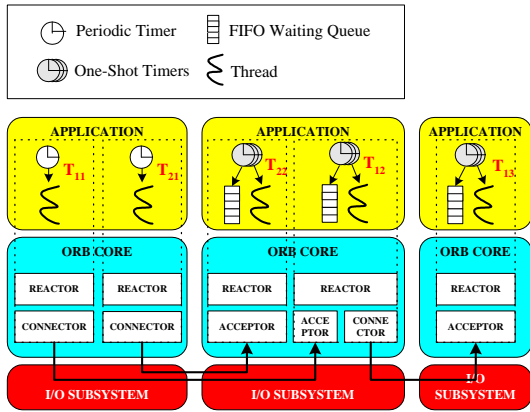 Periodic Timer
FIFO Waiting Queue
One-Shot Timers
Thread
APPLICATION
APPLICATION
APPLICATION
T11
T21
T22
T12
T13
ORB CORE
ORB CORE
ORB CORE
REACTOR
REACTOR
REACTOR
REACTOR
REACTOR
CONNECTOR
CONNECTOR
ACCEPTOR
ACCE
PTOR
CONNE
CTOR
ACCEPTOR
I/O SUBSYSTEM
I/O SUBSYSTEM
I/O
SUBSYSTEM